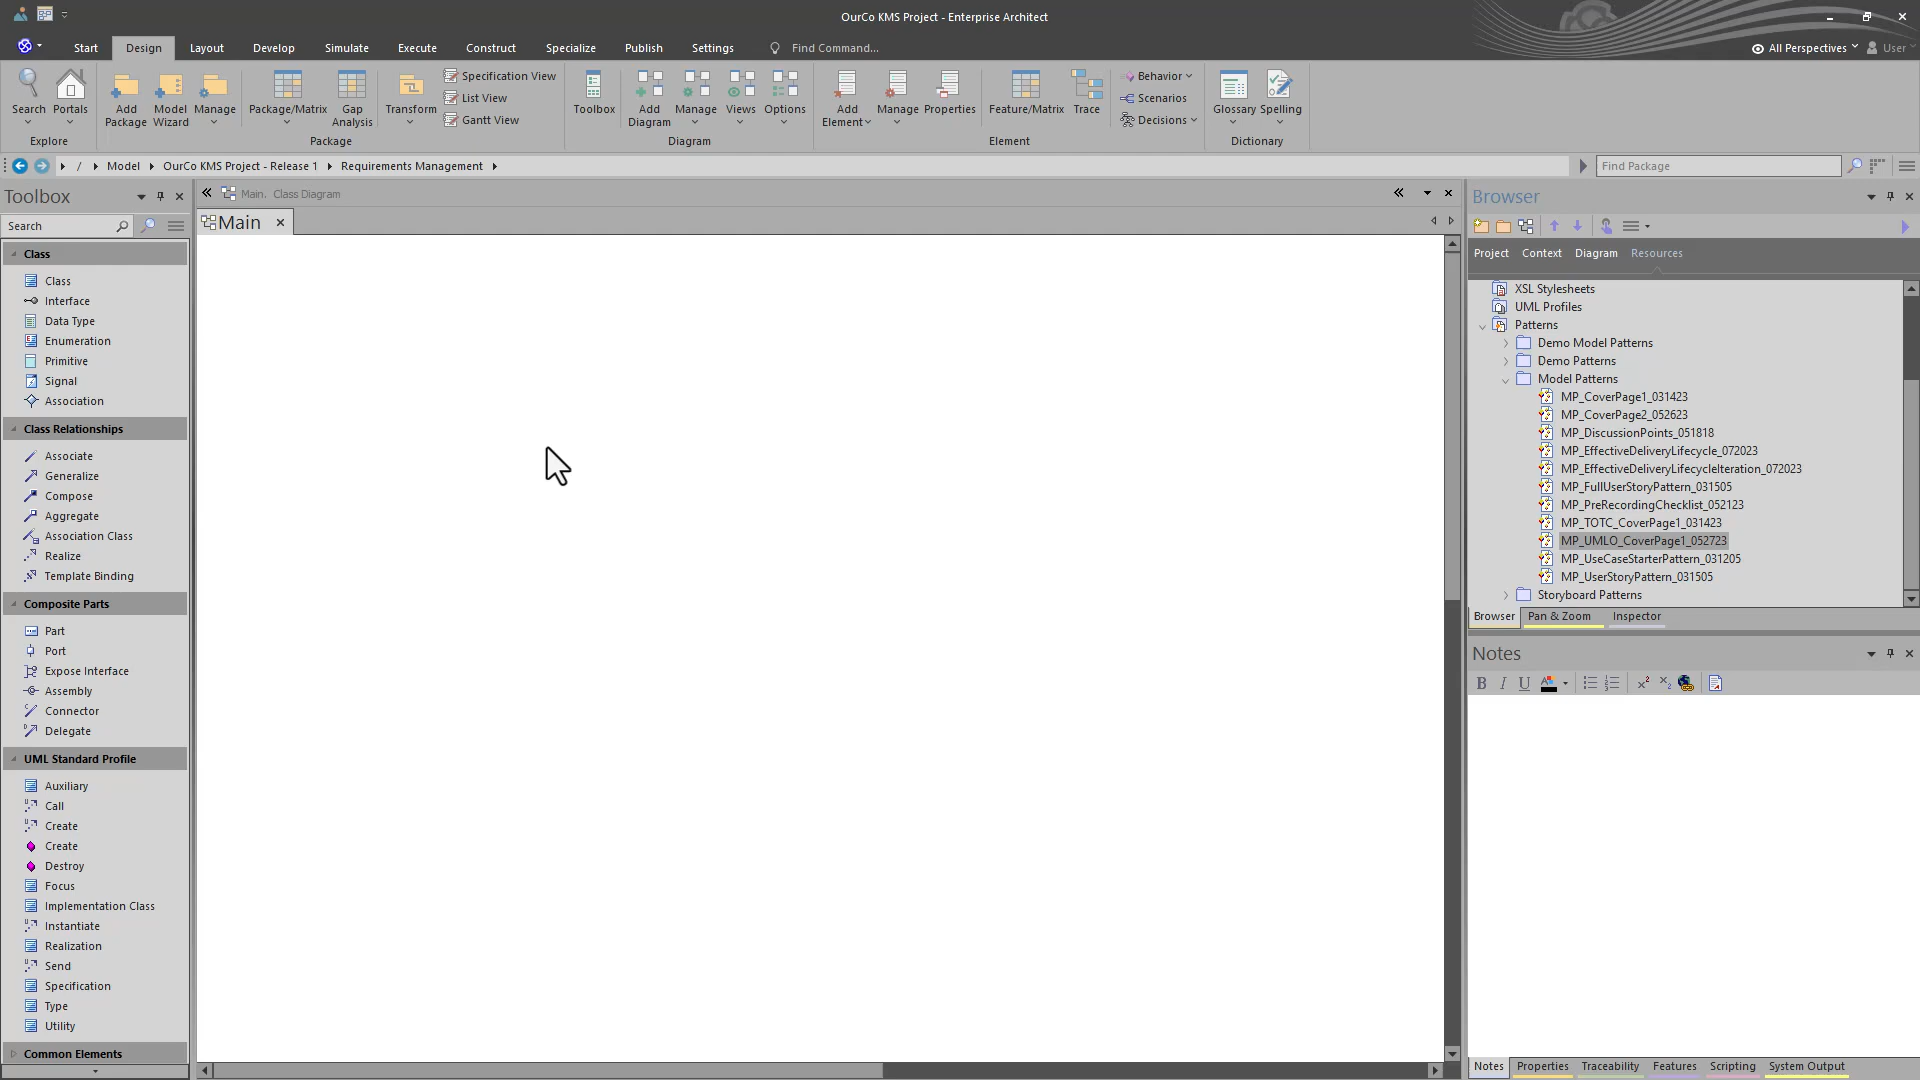 OurCo KMS Project - Enterprise Architect
Start Design Layout Develop Simulate Execute Construct Specialize Publish Settings Find Command... All Perspectives User
Search Portals
Explore
Add Package Model Wizard Manage Package/Matrix Gap Analysis Transform Specification View
List View
Gantt View
Package
Toolbox Add Diagram Manage Views Options
Diagram
Add Element Manage Properties Feature/Matrix Trace Behavior
Scenarios
Decisions
Element
Glossary Spelling
Dictionary
/ Model OurCo KMS Project - Release 1 Requirements Management Find Package
Toolbox
Search
Class
Class
Interface
Data Type
Enumeration
Primitive
Signal
Association
Class Relationships
Associate
Generalize
Compose
Aggregate
Association Class
Realize
Template Binding
Composite Parts
Part
Port
Expose Interface
Assembly
Connector
Delegate
UML Standard Profile
Auxiliary
Call
Create
Create
Destroy
Focus
Implementation Class
Instantiate
Realization
Send
Specification
Type
Utility
Common Elements
Main. Class Diagram
Main
Browser
Project Context Diagram Resources
XSL Stylesheets
UML Profiles
Patterns
Demo Model Patterns
Demo Patterns
Model Patterns
MP_CoverPage1_031423
MP_CoverPage2_052623
MP_DiscussionPoints_051818
MP_EffectiveDeliveryLifecycle_072023
MP_EffectiveDeliveryLifecycleIteration_072023
MP_FullUserStoryPattern_031505
MP_PreRecordingChecklist_052123
MP_TOTC_CoverPage1_031423
MP_UMLO_CoverPage1_052723
MP_UseCaseStarterPattern_031205
MP_UserStoryPattern_031505
Storyboard Patterns
Browser Pan & Zoom Inspector
Notes
B I U A
Notes Properties Traceability Features Scripting System Output